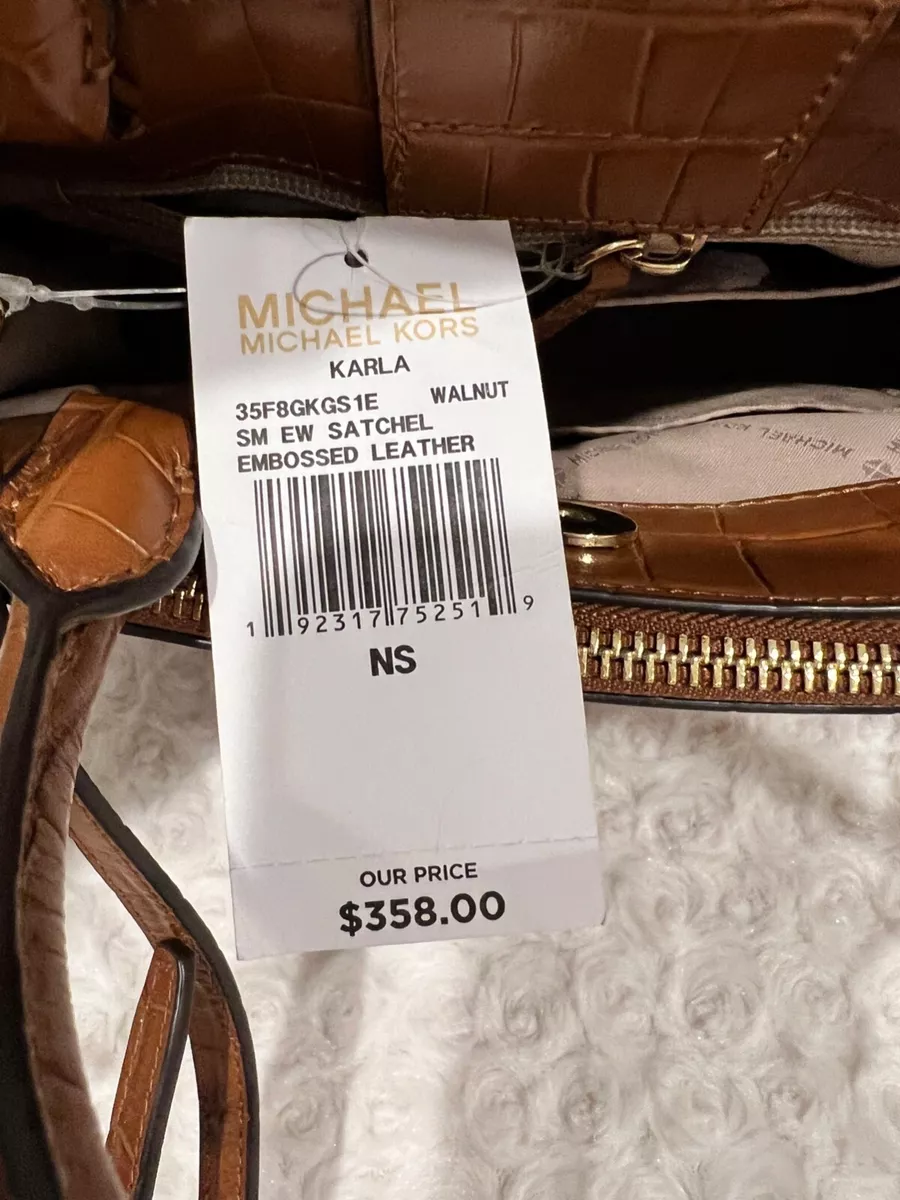 MICHAEL
MICHAEL KORS
KARLA
35F8GKGS1E WALNUT
SM EW SATCHEL
EMBOSSED LEATHER
1 92317 75251 9
NS
OUR PRICE
$358.00
MICHAEL